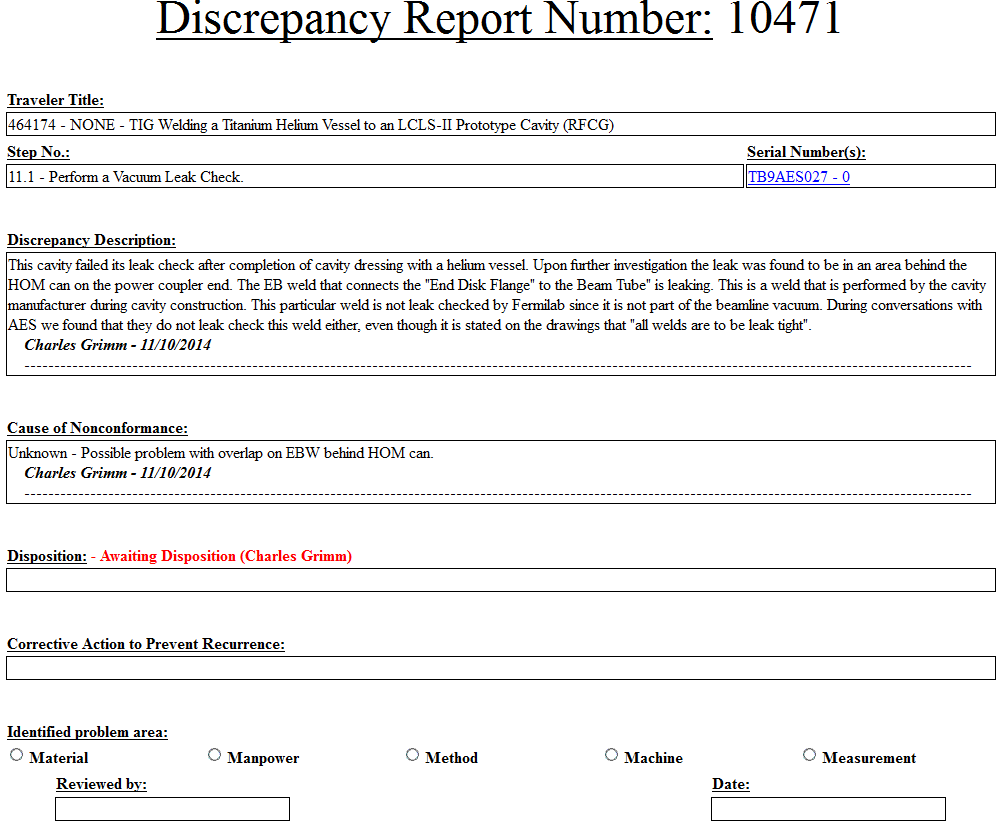 Discrepancy Report Number: 10471
Traveler Title:
464174 - NONE - TIG Welding a Titanium Helium Vessel to an LCLS-II Prototype Cavity (RFCG)
Step No.: Serial Number(s):
11.1 - Perform a Vacuum Leak Check. TB9AES027 - 0
Discrepancy Description:
This cavity failed its leak check after completion of cavity dressing with a helium vessel. Upon further investigation the leak was found to be in an area behind the
HOM can on the power coupler end. The EB weld that connects the "End Disk Flange" to the Beam Tube" is leaking. This is a weld that is performed by the cavity
manufacturer during cavity construction. This particular weld is not leak checked by Fermilab since it is not part of the beamline vacuum. During conversations with
AES we found that they do not leak check this weld either, even though it is stated on the drawings that "all welds are to be leak tight".
Charles Grimm - 11/10/2014
Cause of Nonconformance:
Unknown - Possible problem with overlap on EBW behind HOM can.
Charles Grimm - 11/10/2014
Disposition: - Awaiting Disposition (Charles Grimm)
Corrective Action to Prevent Recurrence:
Identified problem area:
Material Manpower Method Machine Measurement
Reviewed by: Date: